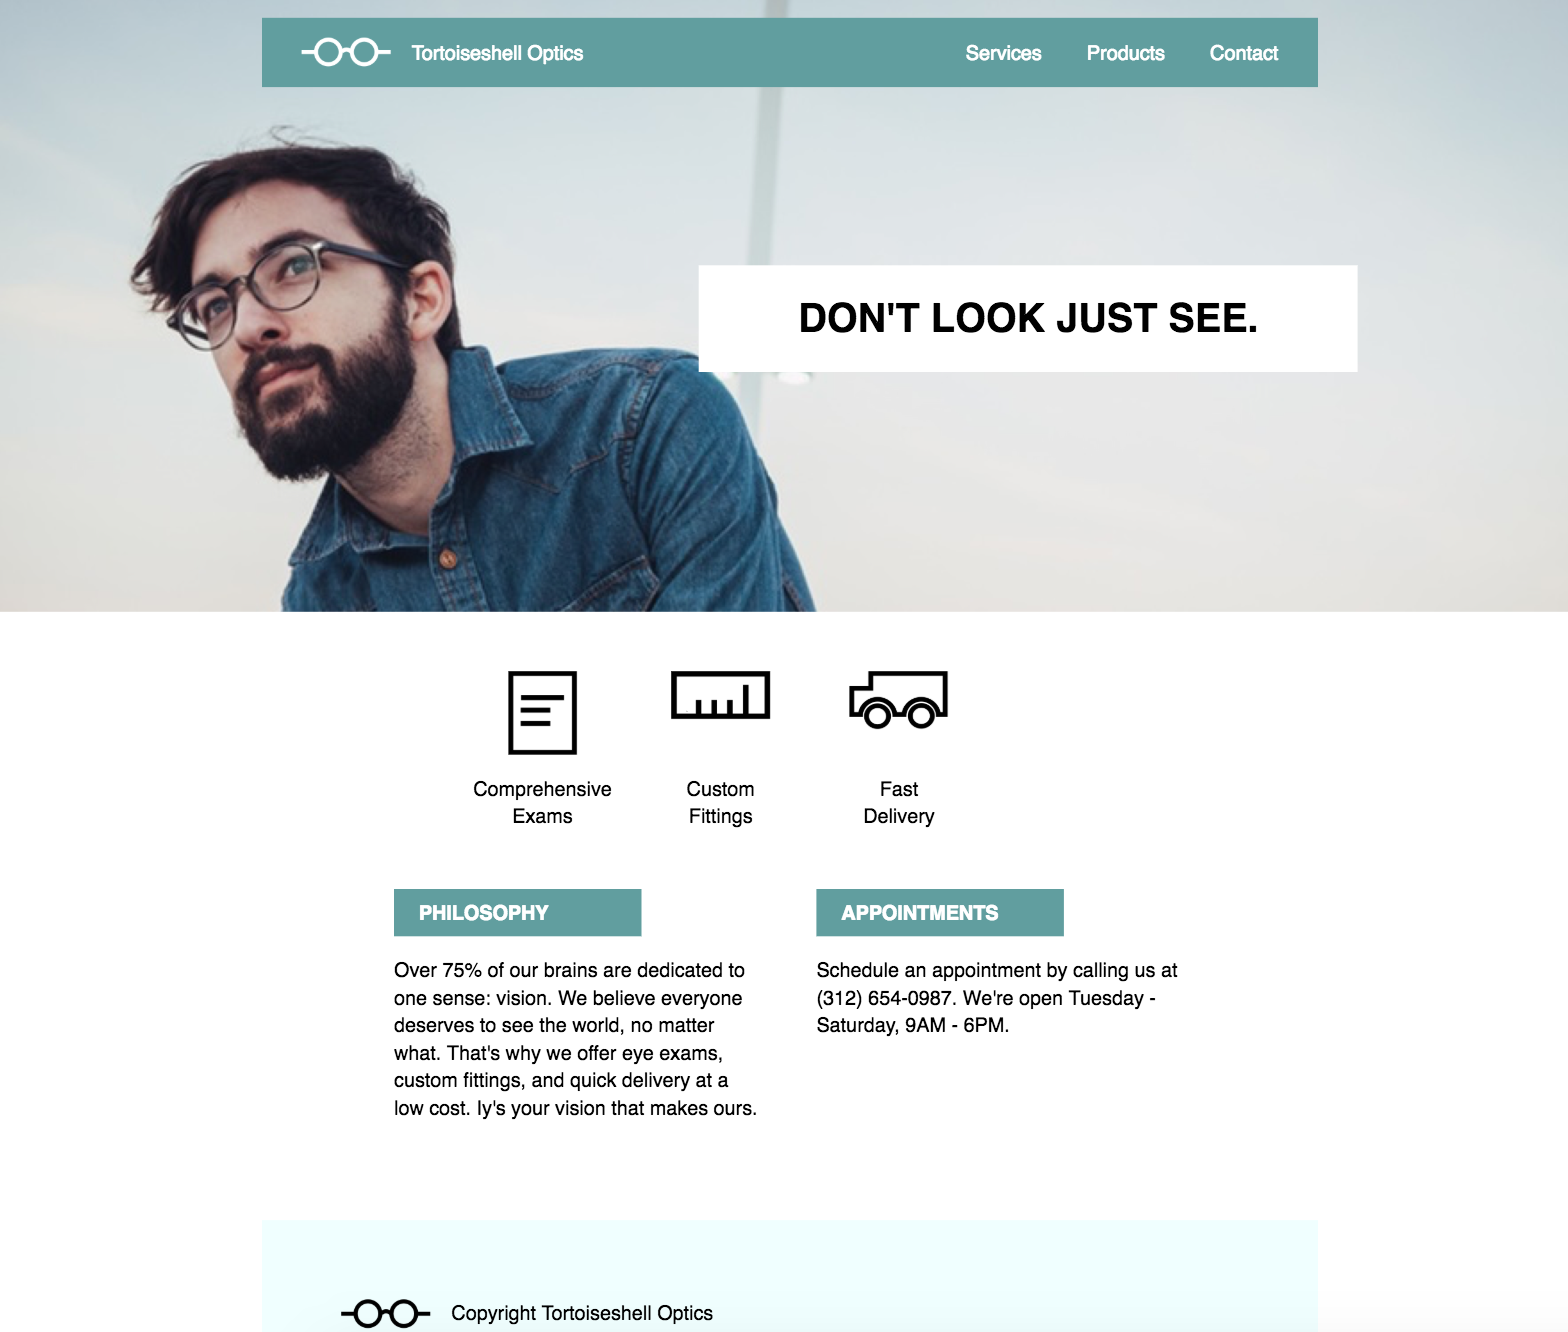 Tortoiseshell Optics
Services
Products
Contact
DON'T LOOK JUST SEE.
Comprehensive
Exams
Custom
Fittings
Fast
Delivery
PHILOSOPHY
Over 75% of our brains are dedicated to
one sense: vision. We believe everyone
deserves to see the world, no matter
what. That's why we offer eye exams,
custom fittings, and quick delivery at a
low cost. Iy's your vision that makes ours.
APPOINTMENTS
Schedule an appointment by calling us at
(312) 654-0987. We're open Tuesday -
Saturday, 9AM - 6PM.
Copyright Tortoiseshell Optics